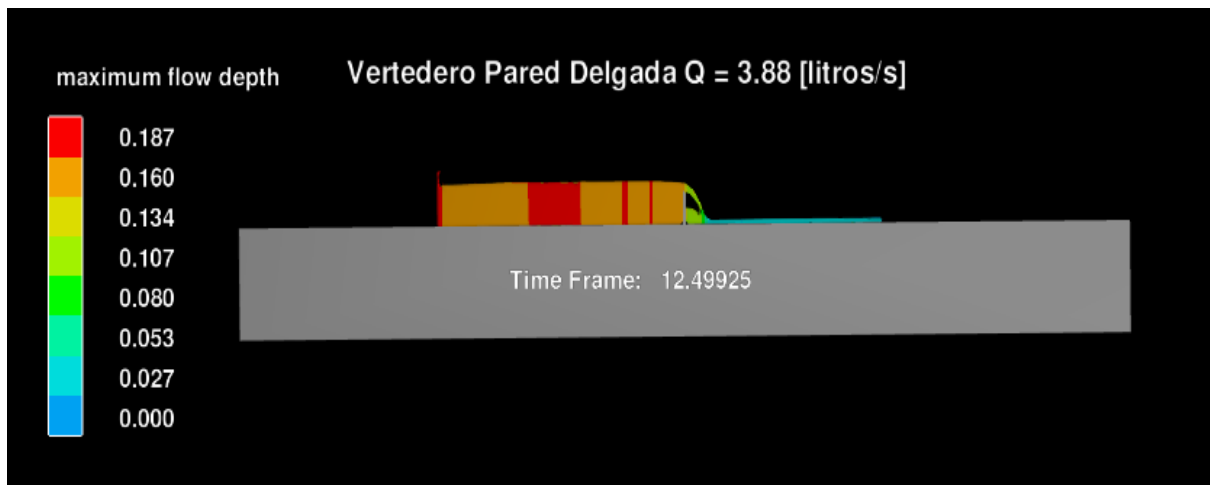 Vertedero Pared Delgada Q = 3.88 [litros/s]
maximum flow depth
0.187
0.160
0.134
0.107
0.080
0.053
0.027
0.000
Time Frame: 12.49925